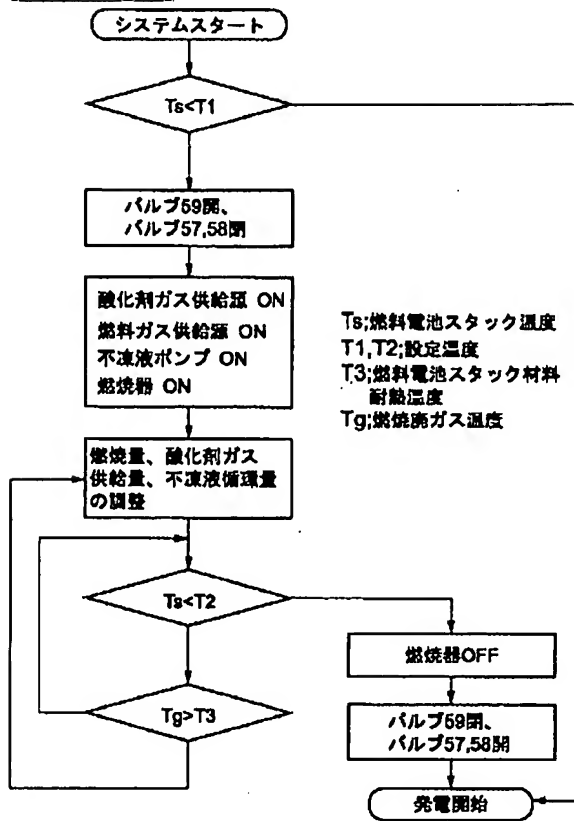 システムスタート
Ts<T1
バルブ59開、
バルブ57,58閉
酸化剤ガス供給源 ON
燃料ガス供給源 ON
不凍液ポンプ ON
燃焼器 ON
Ts;燃料電池スタック温度
T1,T2;設定温度
T3;燃料電池スタック材料
耐熱温度
Tg;燃焼廃ガス温度
燃焼量、酸化剤ガス
供給量、不凍液循環量
の調整
Ts<T2
燃焼器OFF
Tg>T3
バルブ59閉、
バルブ57,58開
発電開始